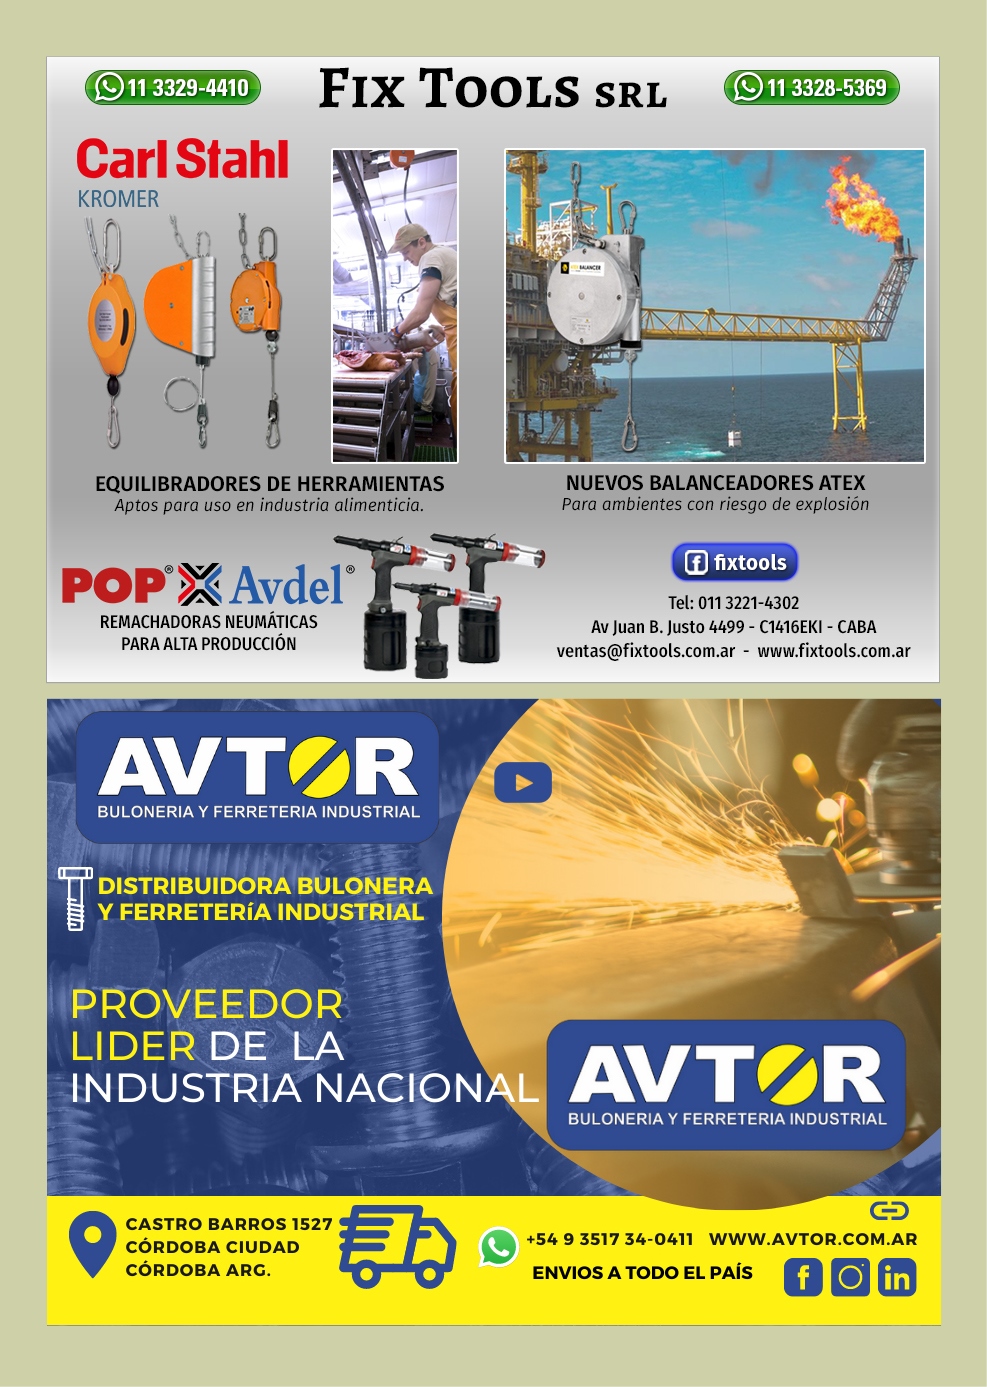 11 3329-4410
FIX TOOLS SRL
11 3328-5369
Carl Stahl
KROMER
BALANCER
EQUILIBRADORES DE HERRAMIENTAS
Aptos para uso en industria alimenticia.
NUEVOS BALANCEADORES ATEX
Para ambientes con riesgo de explosión
POP® Avdel®
REMACHADORAS NEUMÁTICAS
PARA ALTA PRODUCCIÓN
fixtools
Tel: 011 3221-4302
Av Juan B. Justo 4499 - C1416EKI - CABA
ventas@fixtools.com.ar - www.fixtools.com.ar
AVTOR
BULONERIA Y FERRETERIA INDUSTRIAL
DISTRIBUIDORA BULONERA
Y FERRETERíA INDUSTRIAL
PROVEEDOR
LIDER DE LA
INDUSTRIA NACIONAL
AVTOR
BULONERIA Y FERRETERIA INDUSTRIAL
CASTRO BARROS 1527
CÓRDOBA CIUDAD
CÓRDOBA ARG.
+54 9 3517 34-0411 WWW.AVTOR.COM.AR
ENVIOS A TODO EL PAÍS